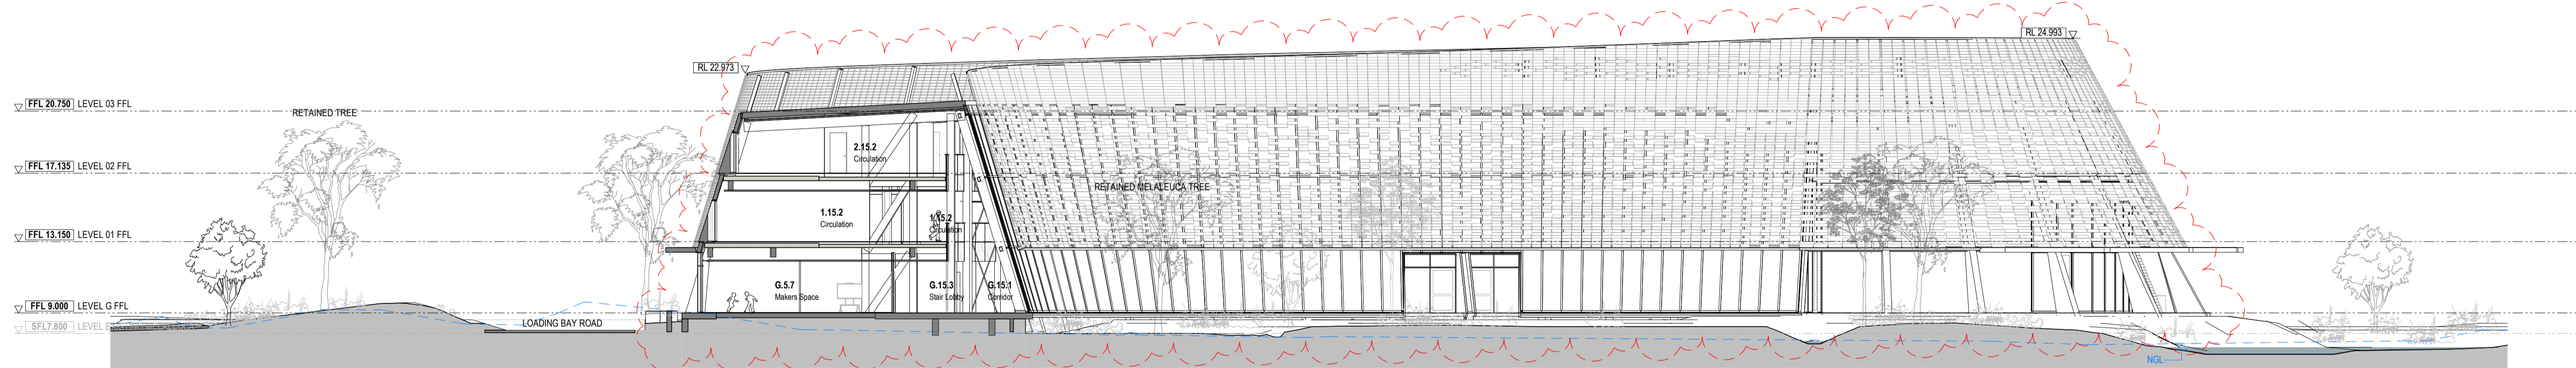 RL 24.993
RL 22.973
FFL 20.750 LEVEL 03 FFL
RETAINED TREE
2.15.2
Circulation
FFL 17.135 LEVEL 02 FFL
RETAINED MELALEUCA TREE
1.15.2
Circulation
1.15.2
Circulation
FFL 13.150 LEVEL 01 FFL
G.5.7
Makers Space
G.15.3
Stair Lobby
G.15.1
Corridor
FFL 9.000 LEVEL G FFL
SFL7.800 LEVEL
LOADING BAY ROAD
NGL